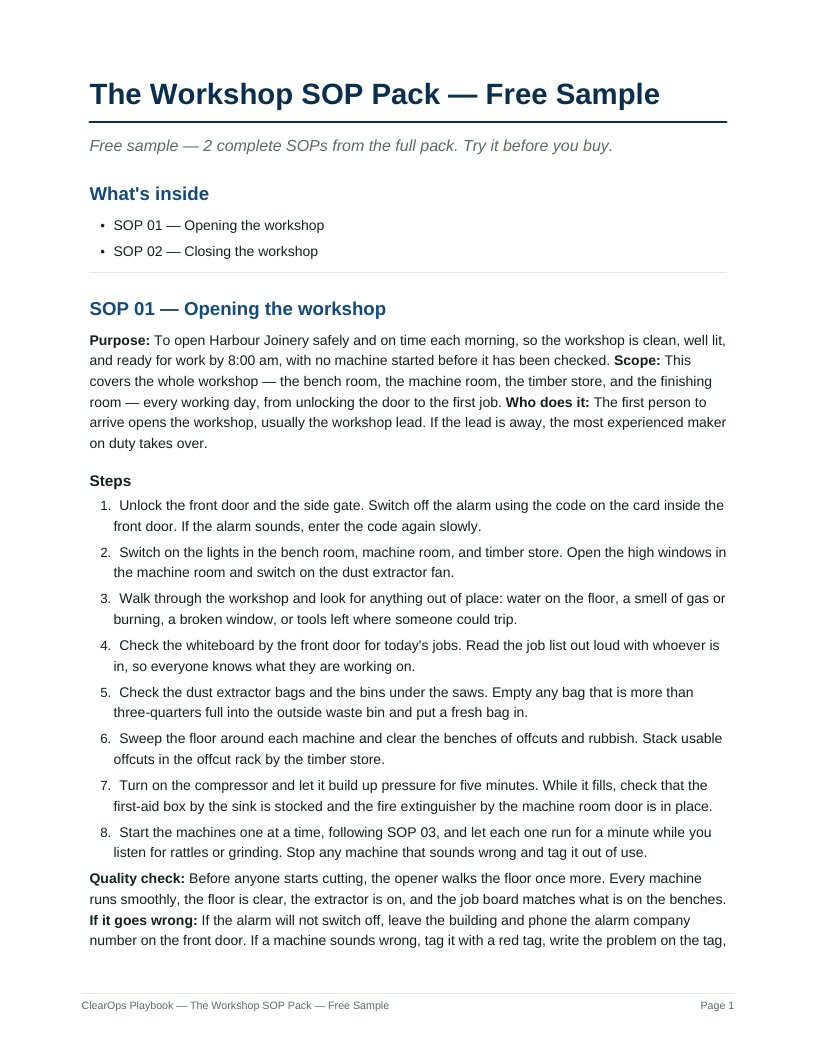 The Workshop SOP Pack — Free Sample
Free sample — 2 complete SOPs from the full pack. Try it before you buy.
What's inside
• SOP 01 — Opening the workshop
• SOP 02 — Closing the workshop
SOP 01 — Opening the workshop
Purpose: To open Harbour Joinery safely and on time each morning, so the workshop is clean, well lit,
and ready for work by 8:00 am, with no machine started before it has been checked. Scope: This
covers the whole workshop — the bench room, the machine room, the timber store, and the finishing
room — every working day, from unlocking the door to the first job. Who does it: The first person to
arrive opens the workshop, usually the workshop lead. If the lead is away, the most experienced maker
on duty takes over.
Steps
1. Unlock the front door and the side gate. Switch off the alarm using the code on the card inside the
front door. If the alarm sounds, enter the code again slowly.
2. Switch on the lights in the bench room, machine room, and timber store. Open the high windows in
the machine room and switch on the dust extractor fan.
3. Walk through the workshop and look for anything out of place: water on the floor, a smell of gas or
burning, a broken window, or tools left where someone could trip.
4. Check the whiteboard by the front door for today's jobs. Read the job list out loud with whoever is
in, so everyone knows what they are working on.
5. Check the dust extractor bags and the bins under the saws. Empty any bag that is more than
three-quarters full into the outside waste bin and put a fresh bag in.
6. Sweep the floor around each machine and clear the benches of offcuts and rubbish. Stack usable
offcuts in the offcut rack by the timber store.
7. Turn on the compressor and let it build up pressure for five minutes. While it fills, check that the
first-aid box by the sink is stocked and the fire extinguisher by the machine room door is in place.
8. Start the machines one at a time, following SOP 03, and let each one run for a minute while you
listen for rattles or grinding. Stop any machine that sounds wrong and tag it out of use.
Quality check: Before anyone starts cutting, the opener walks the floor once more. Every machine
runs smoothly, the floor is clear, the extractor is on, and the job board matches what is on the benches.
If it goes wrong: If the alarm will not switch off, leave the building and phone the alarm company
number on the front door. If a machine sounds wrong, tag it with a red tag, write the problem on the tag,
ClearOps Playbook — The Workshop SOP Pack — Free Sample
Page 1